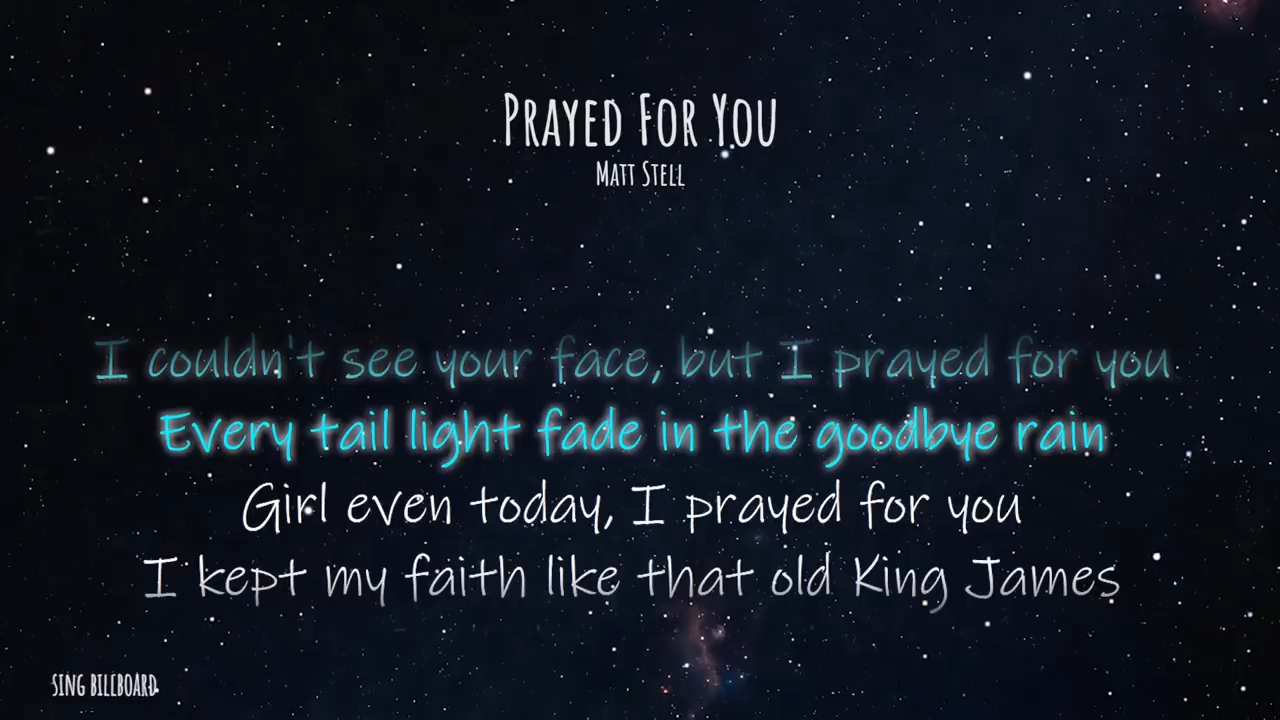 Prayed For You
Matt Stell
I couldn't see your face, but I prayed for you
Every tail light fade in the goodbye rain
Girl even today, I prayed for you
I kept my faith like that old King James
SING BILLBOARD